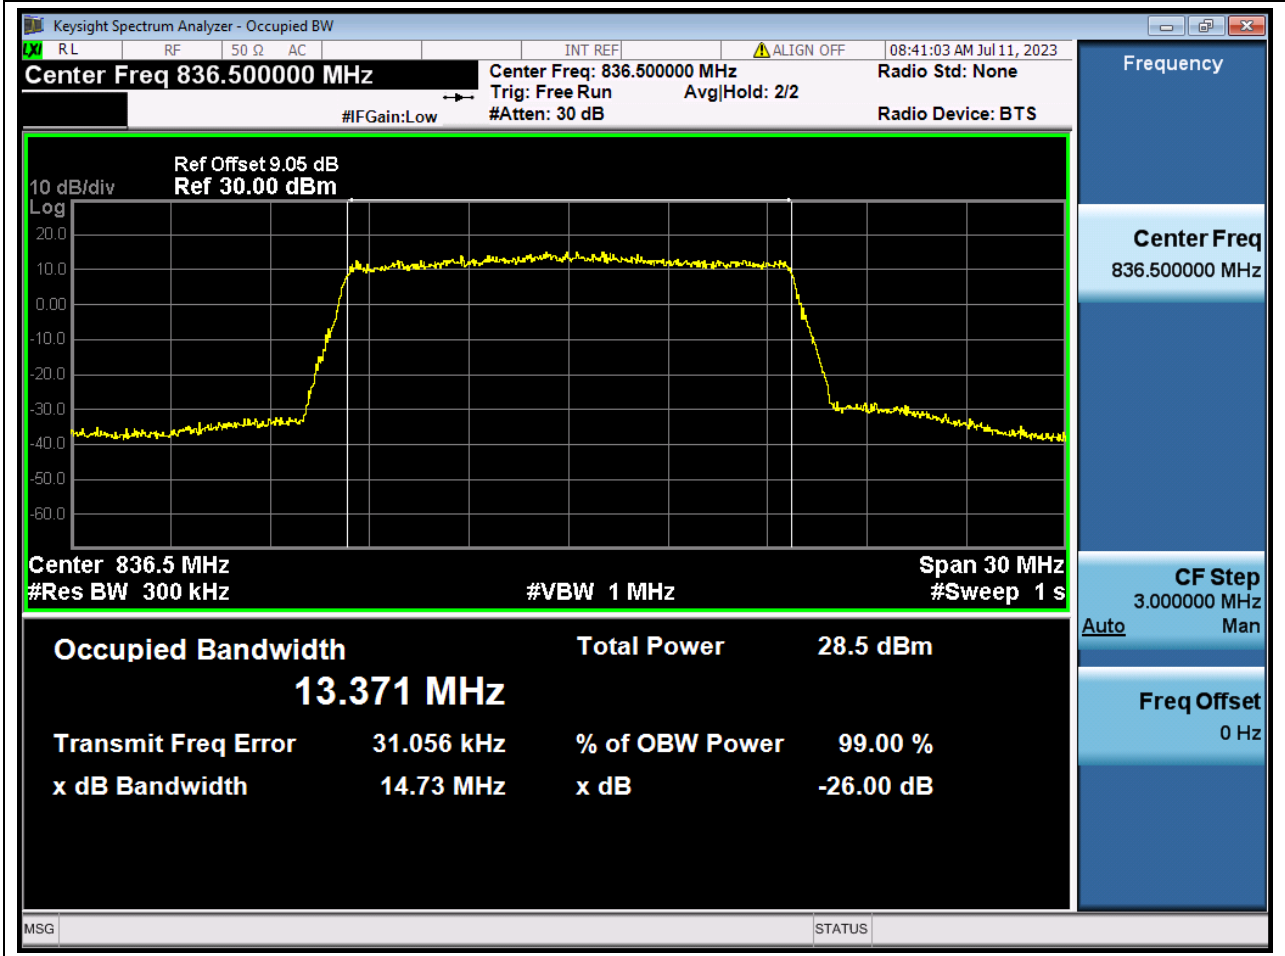 Keysight Spectrum Analyzer - Occupied BW
LXI RL RF 50 Ω AC INT REF ALIGN OFF 08:41:03 AM Jul 11, 2023
Center Freq 836.500000 MHz
Center Freq: 836.500000 MHz
Radio Std: None
Trig: Free Run Avg|Hold: 2/2
#IFGain:Low
#Atten: 30 dB
Radio Device: BTS
Ref Offset 9.05 dB
10 dB/div Ref 30.00 dBm
Log
20.0
10.0
0.00
-10.0
-20.0
-30.0
-40.0
-50.0
-60.0
Center 836.5 MHz Span 30 MHz
#Res BW 300 kHz #VBW 1 MHz #Sweep 1 s
Occupied Bandwidth Total Power 28.5 dBm
13.371 MHz
Transmit Freq Error 31.056 kHz % of OBW Power 99.00 %
x dB Bandwidth 14.73 MHz x dB -26.00 dB
MSG STATUS
Frequency
Center Freq
836.500000 MHz
CF Step
3.000000 MHz
Auto Man
Freq Offset
0 Hz